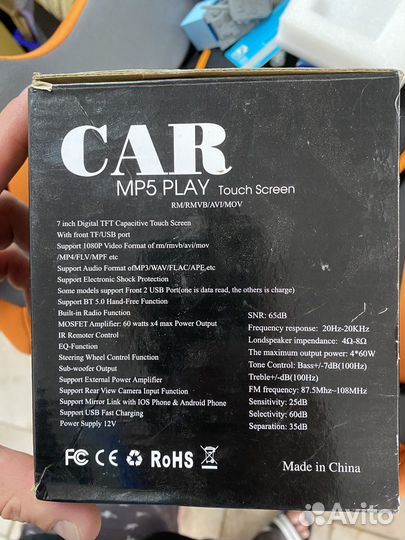 CAR
MP5 PLAY Touch Screen
RM/RMVB/AVI/MOV
7 inch Digital TFT Capacitive Touch Screen
With front TF/USB port
Support 1080P Video Format of rm/rmvb/avi/mov
/MP4/FLV/MPF etc
Support Audio Format ofMP3/WAV/FLAC/APE,etc
Support Electronic Shock Protection
Some models support Front 2 USB Port(one is data read, the others is charge)
Support BT 5.0 Hand-Free Function
Built-in Radio Function
MOSFET Amplifier: 60 watts x4 max Power Output
IR Remoter Control
EQ-Function
Steering Wheel Control Function
Sub-woofer Output
Support External Power Amplifier
Support Rear View Camera Input Function
Support Mirror Link with IOS Phone & Android Phone
Support USB Fast Charging
Power Supply 12V
SNR: 65dB
Frequency response: 20Hz-20KHz
Londspeaker impendance: 4Ω-8Ω
The maximum output power: 4*60W
Tone Control: Bass+/-7dB(100Hz)
Treble+/-dB(100Hz)
FM frequency: 87.5Mhz~108MHz
Sensitivity: 25dB
Selectivity: 60dB
Separation: 35dB
FC CE RoHS
Made in China
Avito